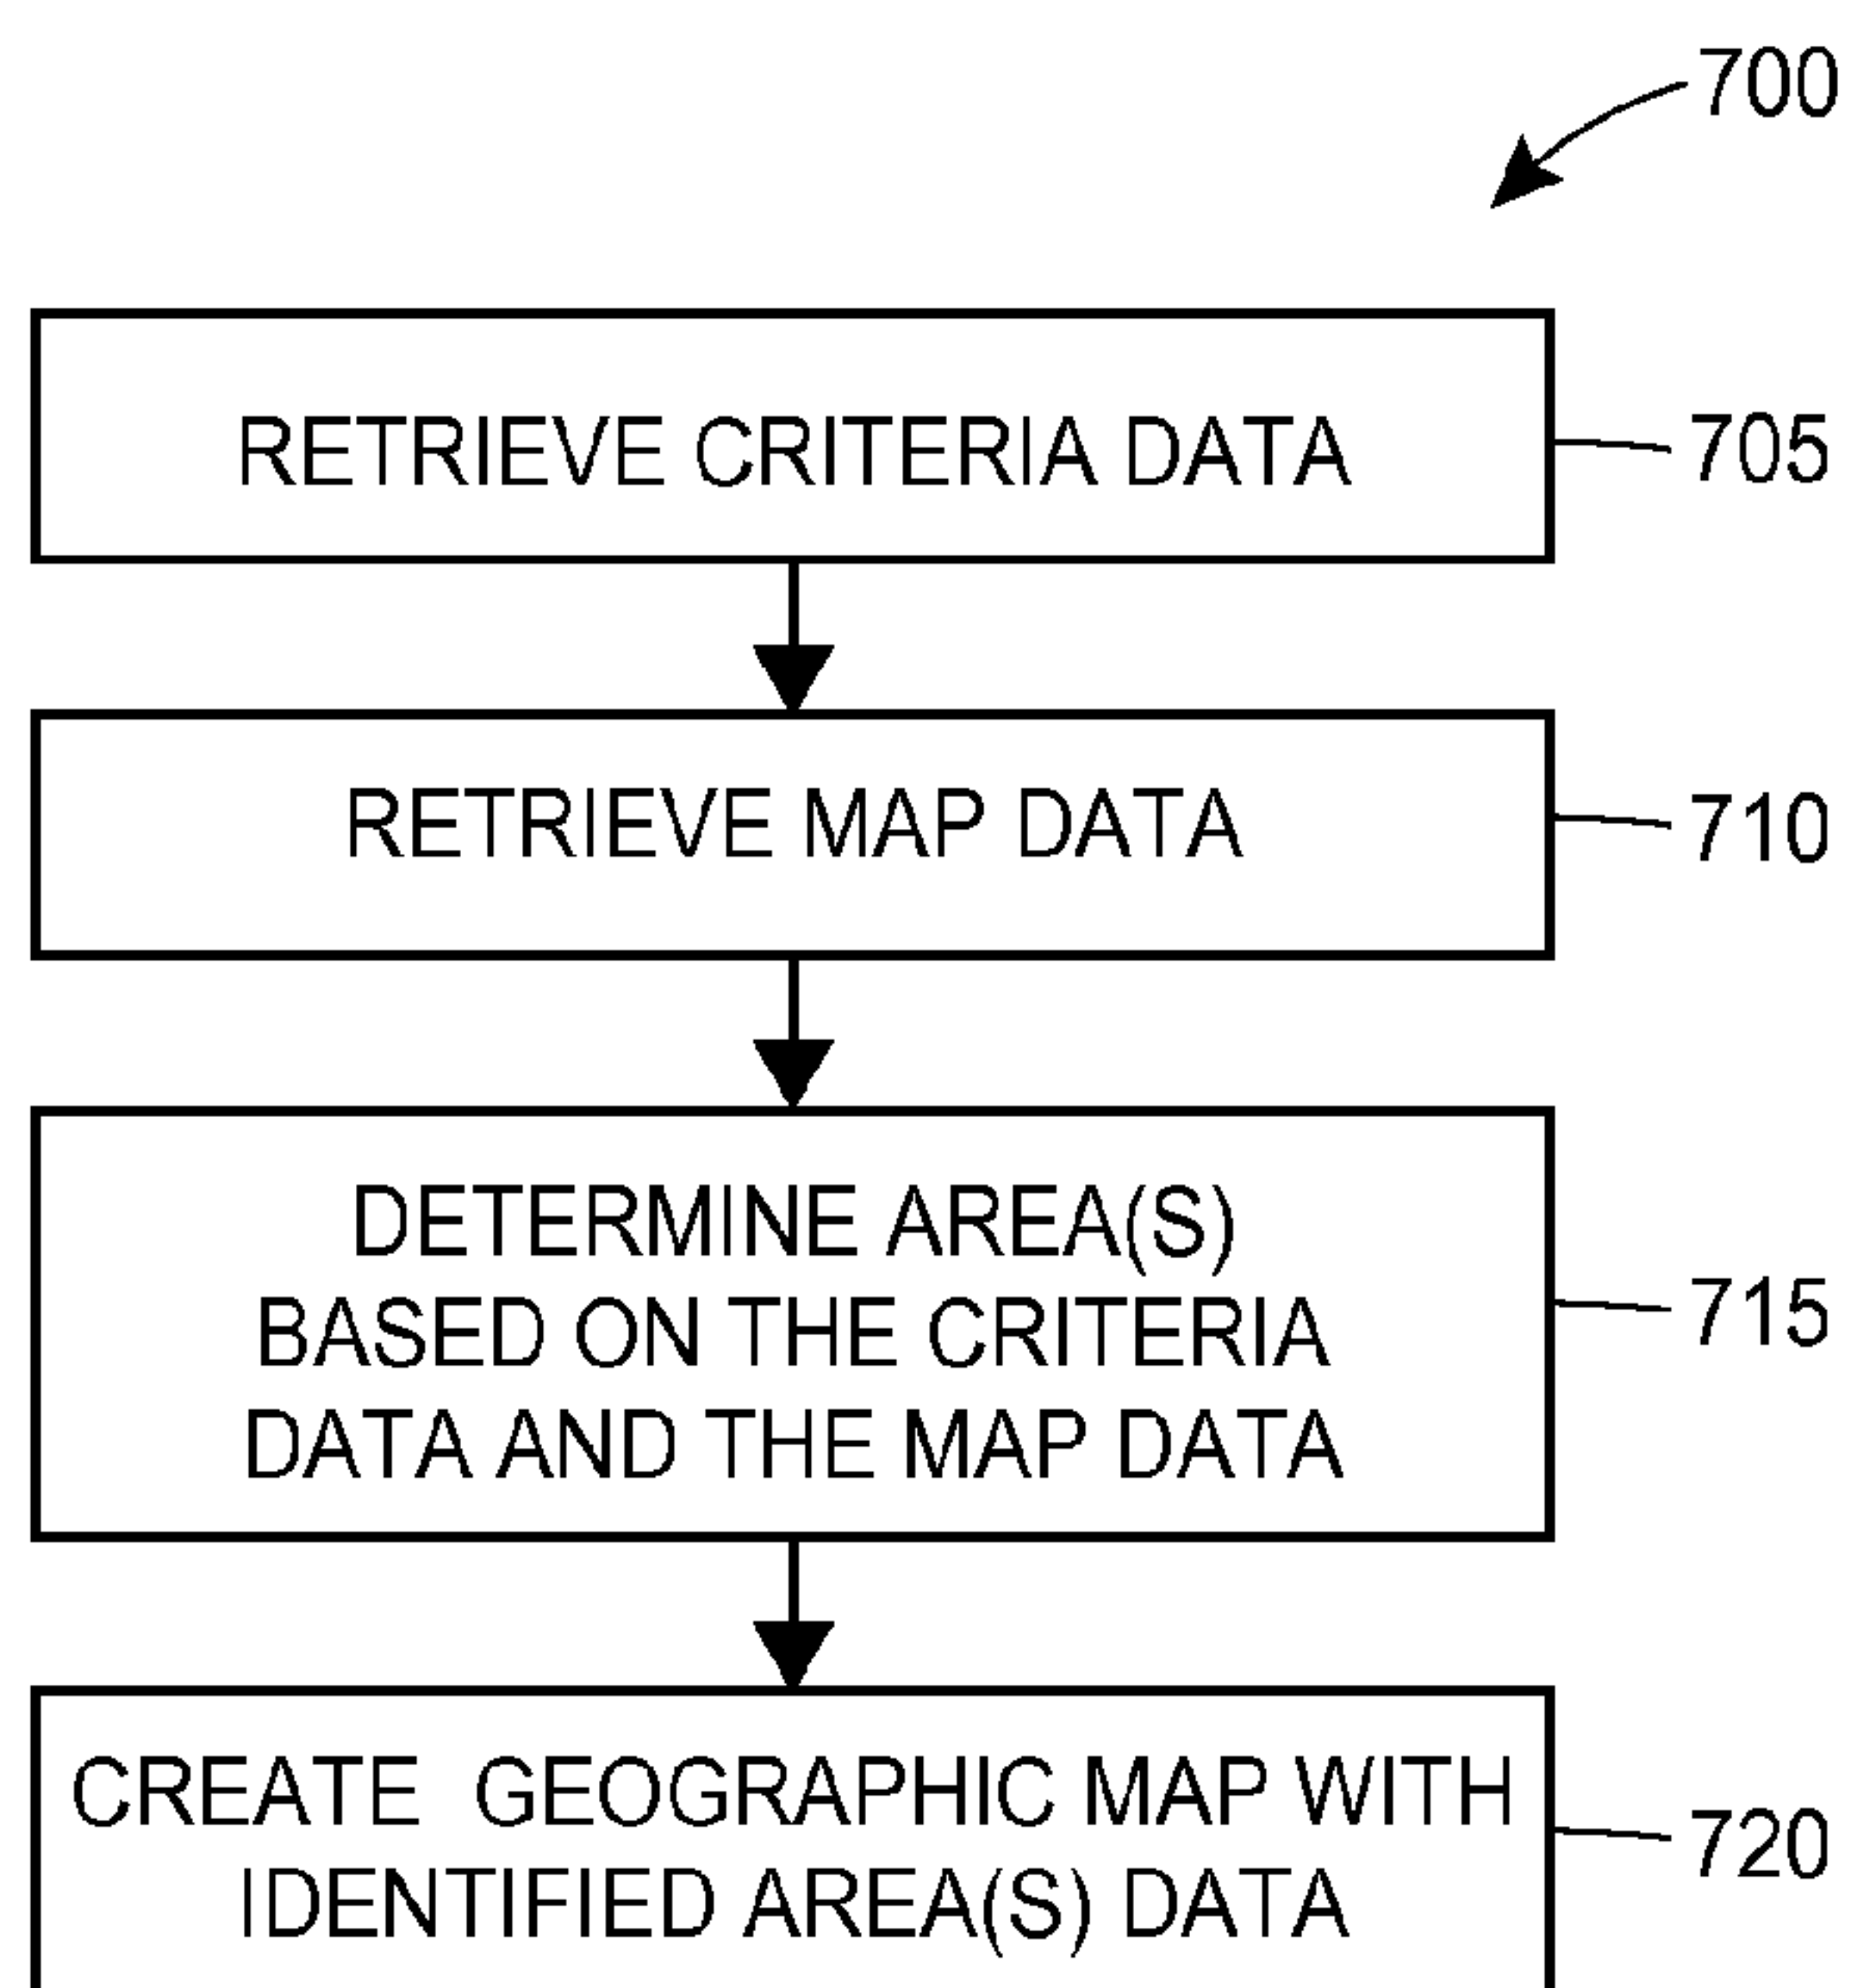 700
RETRIEVE CRITERIA DATA
705
RETRIEVE MAP DATA
710
DETERMINE AREA(S)
BASED ON THE CRITERIA
DATA AND THE MAP DATA
715
CREATE GEOGRAPHIC MAP WITH
IDENTIFIED AREA(S) DATA
720